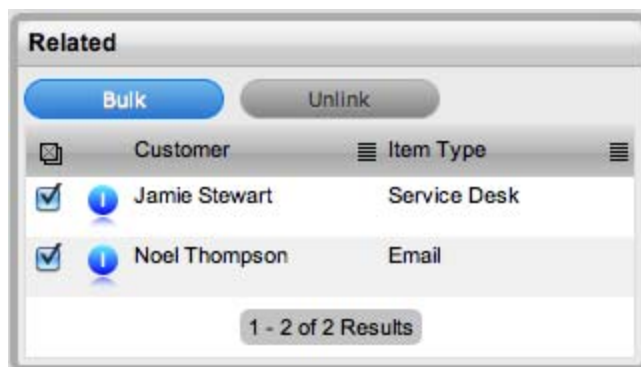 Related
Bulk Unlink
Customer Item Type
Jamie Stewart Service Desk
Noel Thompson Email
1 - 2 of 2 Results